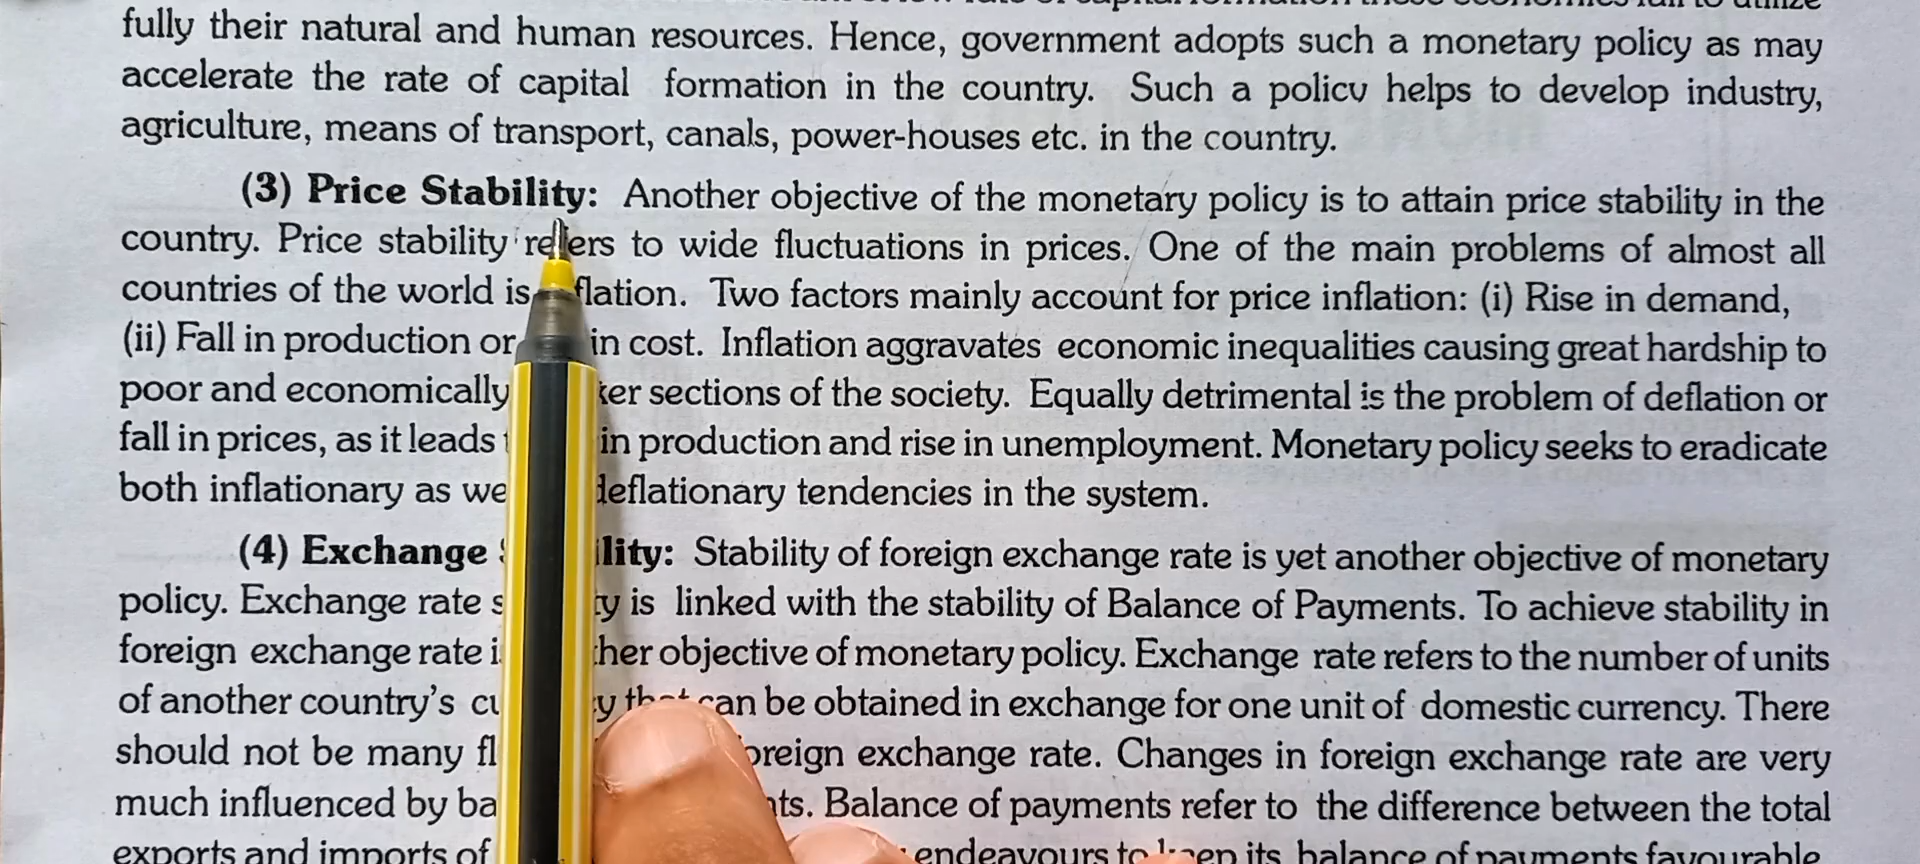 fully their natural and human resources. Hence, government adopts such a monetary policy as may
accelerate the rate of capital formation in the country. Such a policy helps to develop industry,
agriculture, means of transport, canals, power-houses etc. in the country.
(3) Price Stability: Another objective of the monetary policy is to attain price stability in the
country. Price stability refers to wide fluctuations in prices. One of the main problems of almost all
countries of the world is flation. Two factors mainly account for price inflation: (i) Rise in demand,
(ii) Fall in production or in cost. Inflation aggravates economic inequalities causing great hardship to
poor and economically ker sections of the society. Equally detrimental is the problem of deflation or
fall in prices, as it leads in production and rise in unemployment. Monetary policy seeks to eradicate
both inflationary as we deflationary tendencies in the system.
(4) Exchange lity: Stability of foreign exchange rate is yet another objective of monetary
policy. Exchange rate s ty is linked with the stability of Balance of Payments. To achieve stability in
foreign exchange rate objective of monetary policy. Exchange rate refers to the number of units
of another country's that can be obtained in exchange for one unit of domestic currency. There
should not be many fl oreign exchange rate. Changes in foreign exchange rate are very
much influenced by ba ts. Balance of payments refer to the difference between the total
exports and imports of endeavours to keep its balance of payments favourable